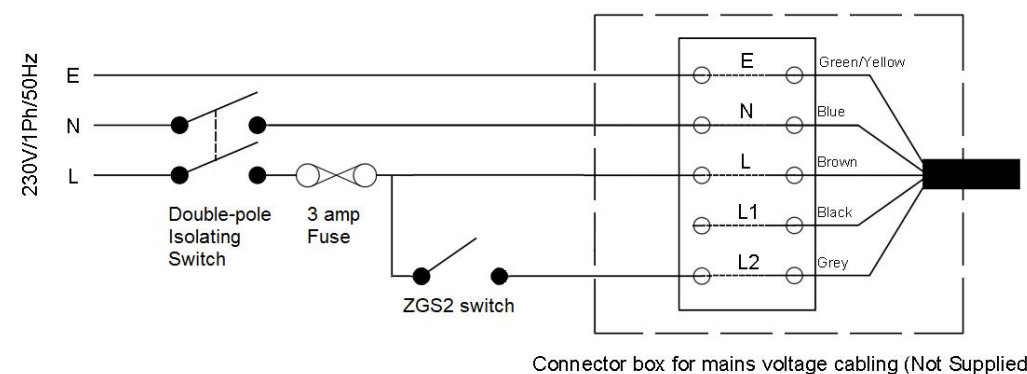 230V/1Ph/50Hz
E
N
L
Double-pole
Isolating
Switch
3 amp
Fuse
ZGS2 switch
E
Green/Yellow
N
Blue
L
Brown
L1
Black
L2
Grey
Connector box for mains voltage cabling (Not Supplied